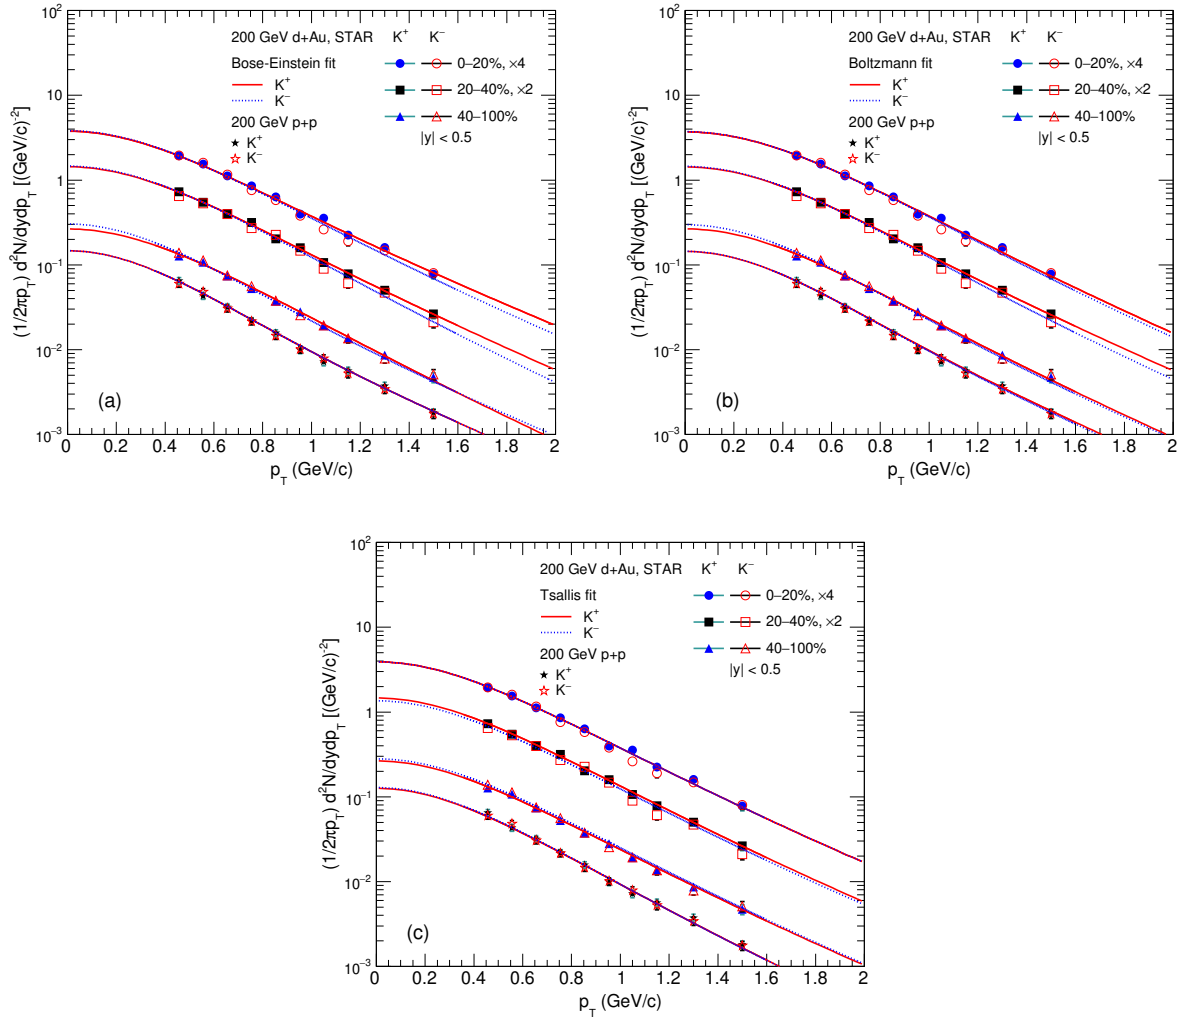 200 GeV d+Au, STAR K⁺ K⁻
Bose-Einstein fit 0–20%, ×4
K⁺ 20–40%, ×2
K⁻ 40–100%
200 GeV p+p |y| < 0.5
K⁺
K⁻
(1/2πp_T) d²N/dydp_T [(GeV/c)⁻²]
10²
10
1
10⁻¹
10⁻²
10⁻³
(a)
0 0.2 0.4 0.6 0.8 1 1.2 1.4 1.6 1.8 2
p_T (GeV/c)
200 GeV d+Au, STAR K⁺ K⁻
Boltzmann fit 0–20%, ×4
K⁺ 20–40%, ×2
K⁻ 40–100%
200 GeV p+p |y| < 0.5
K⁺
K⁻
(1/2πp_T) d²N/dydp_T [(GeV/c)⁻²]
10²
10
1
10⁻¹
10⁻²
10⁻³
(b)
0 0.2 0.4 0.6 0.8 1 1.2 1.4 1.6 1.8 2
p_T (GeV/c)
200 GeV d+Au, STAR K⁺ K⁻
Tsallis fit 0–20%, ×4
K⁺ 20–40%, ×2
K⁻ 40–100%
200 GeV p+p |y| < 0.5
K⁺
K⁻
(1/2πp_T) d²N/dydp_T [(GeV/c)⁻²]
10²
10
1
10⁻¹
10⁻²
10⁻³
(c)
0 0.2 0.4 0.6 0.8 1 1.2 1.4 1.6 1.8 2
p_T (GeV/c)